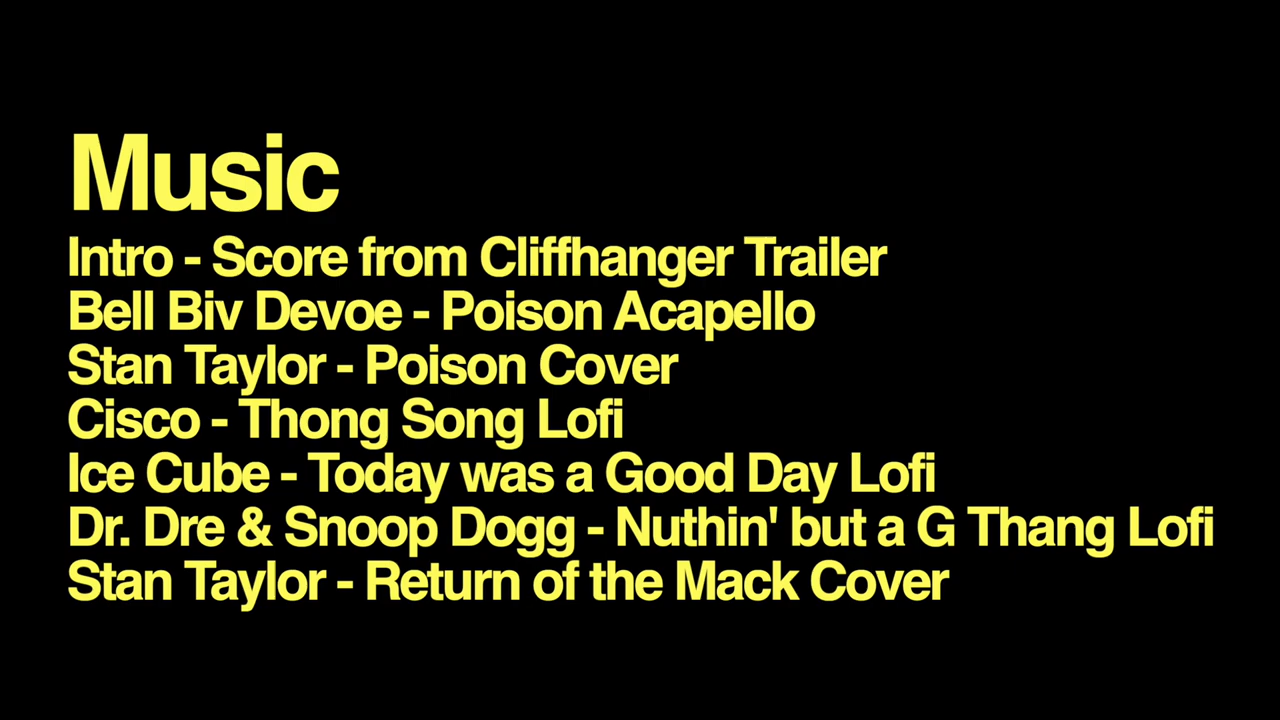 Music
Intro - Score from Cliffhanger Trailer
Bell Biv Devoe - Poison Acapello
Stan Taylor - Poison Cover
Cisco - Thong Song Lofi
Ice Cube - Today was a Good Day Lofi
Dr. Dre & Snoop Dogg - Nuthin' but a G Thang Lofi
Stan Taylor - Return of the Mack Cover